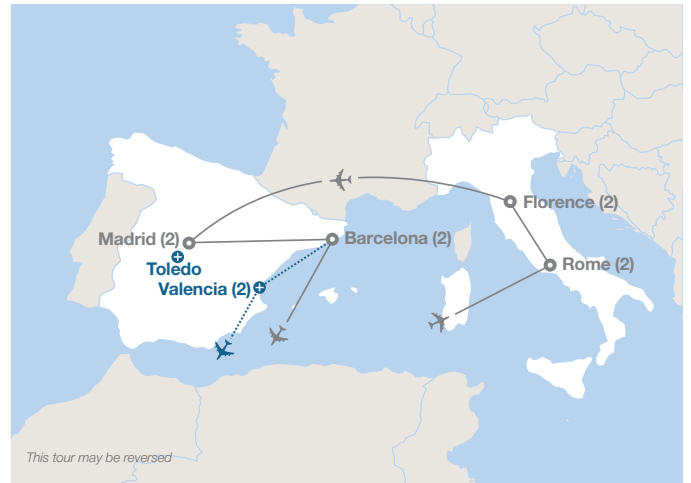 Florence (2)
Madrid (2)
Barcelona (2)
Toledo
Rome (2)
Valencia (2)
This tour may be reversed